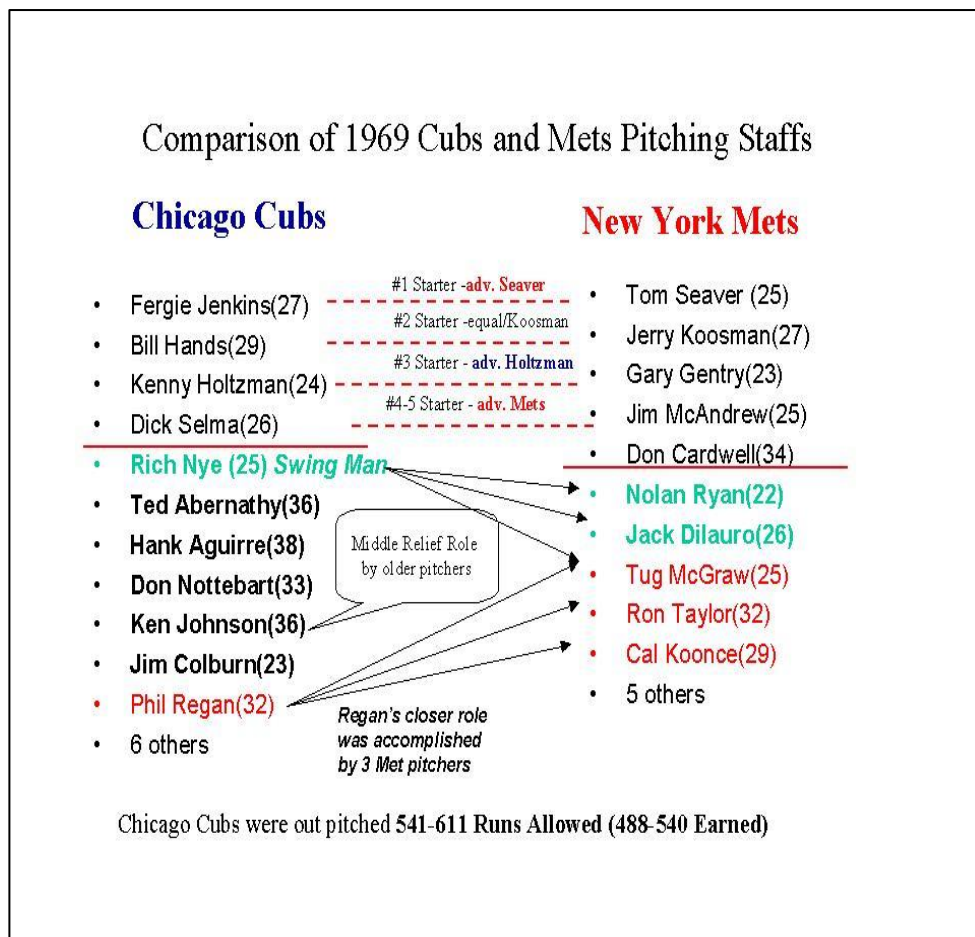 Comparison of 1969 Cubs and Mets Pitching Staffs
Chicago Cubs
• Fergie Jenkins(27)
• Bill Hands(29)
• Kenny Holtzman(24)
• Dick Selma(26)
• Rich Nye (25) Swing Man
• Ted Abernathy(36)
• Hank Aguirre(38)
• Don Nottebart(33)
• Ken Johnson(36)
• Jim Colburn(23)
• Phil Regan(32)
• 6 others
#1 Starter -adv. Seaver
#2 Starter -equal/Koosman
#3 Starter - adv. Holtzman
#4-5 Starter - adv. Mets
Middle Relief Role
by older pitchers
Regan's closer role
was accomplished
by 3 Met pitchers
New York Mets
• Tom Seaver (25)
• Jerry Koosman(27)
• Gary Gentry(23)
• Jim McAndrew(25)
• Don Cardwell(34)
• Nolan Ryan(22)
• Jack Dilauro(26)
• Tug McGraw(25)
• Ron Taylor(32)
• Cal Koonce(29)
• 5 others
Chicago Cubs were out pitched 541-611 Runs Allowed (488-540 Earned)